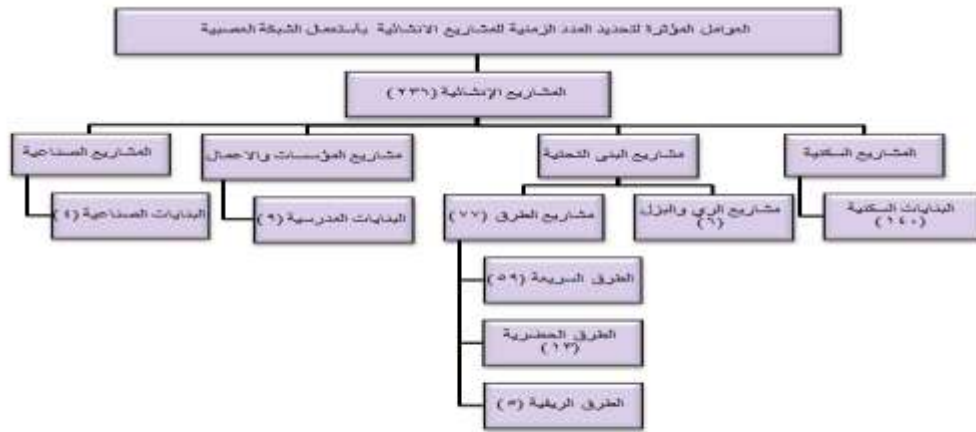 العوامل المؤثرة لتحديد المدد الزمنية للمشاريع الانشائية بأستعمال الشبكة العصبية
المشاريع الإنشائية (٢٣٦)
المشاريع السكنية
مشاريع البنى التحتية
مشاريع المؤسسات والاعمال
المشاريع الصناعية
البنايات السكنية
(١٤٠)
مشاريع الري والبزل
(٦)
مشاريع الطرق (٧٧)
البنايات المدرسية (٩)
البنايات الصناعية (٤)
الطرق السريعة (٥٩)
الطرق الحضرية
(١٣)
الطرق الريفية (٥)